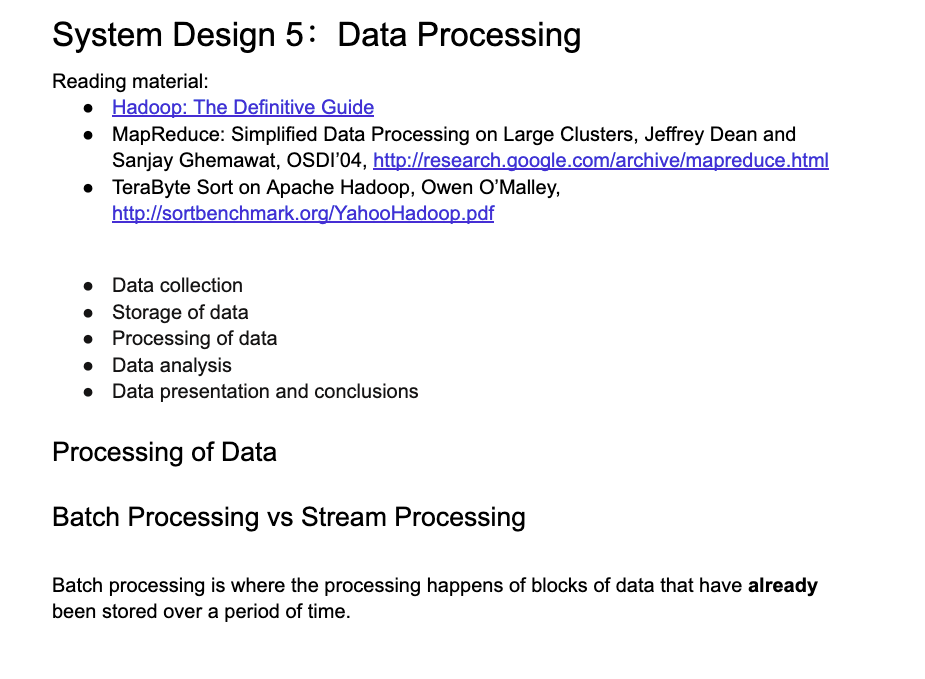 System Design 5：Data Processing
Reading material:
● Hadoop: The Definitive Guide
● MapReduce: Simplified Data Processing on Large Clusters, Jeffrey Dean and
Sanjay Ghemawat, OSDI’04, http://research.google.com/archive/mapreduce.html
● TeraByte Sort on Apache Hadoop, Owen O’Malley,
http://sortbenchmark.org/YahooHadoop.pdf
● Data collection
● Storage of data
● Processing of data
● Data analysis
● Data presentation and conclusions
Processing of Data
Batch Processing vs Stream Processing
Batch processing is where the processing happens of blocks of data that have already
been stored over a period of time.